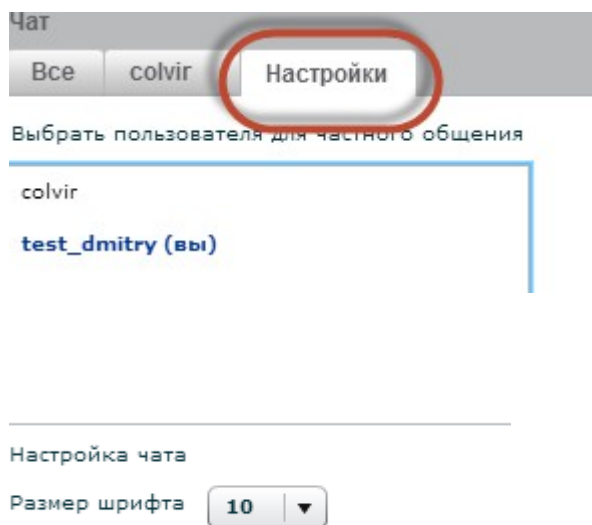 Чат
Все colvir Настройки
Выбрать пользователя для частного общения
colvir
test_dmitry (вы)
Настройка чата
Размер шрифта 10